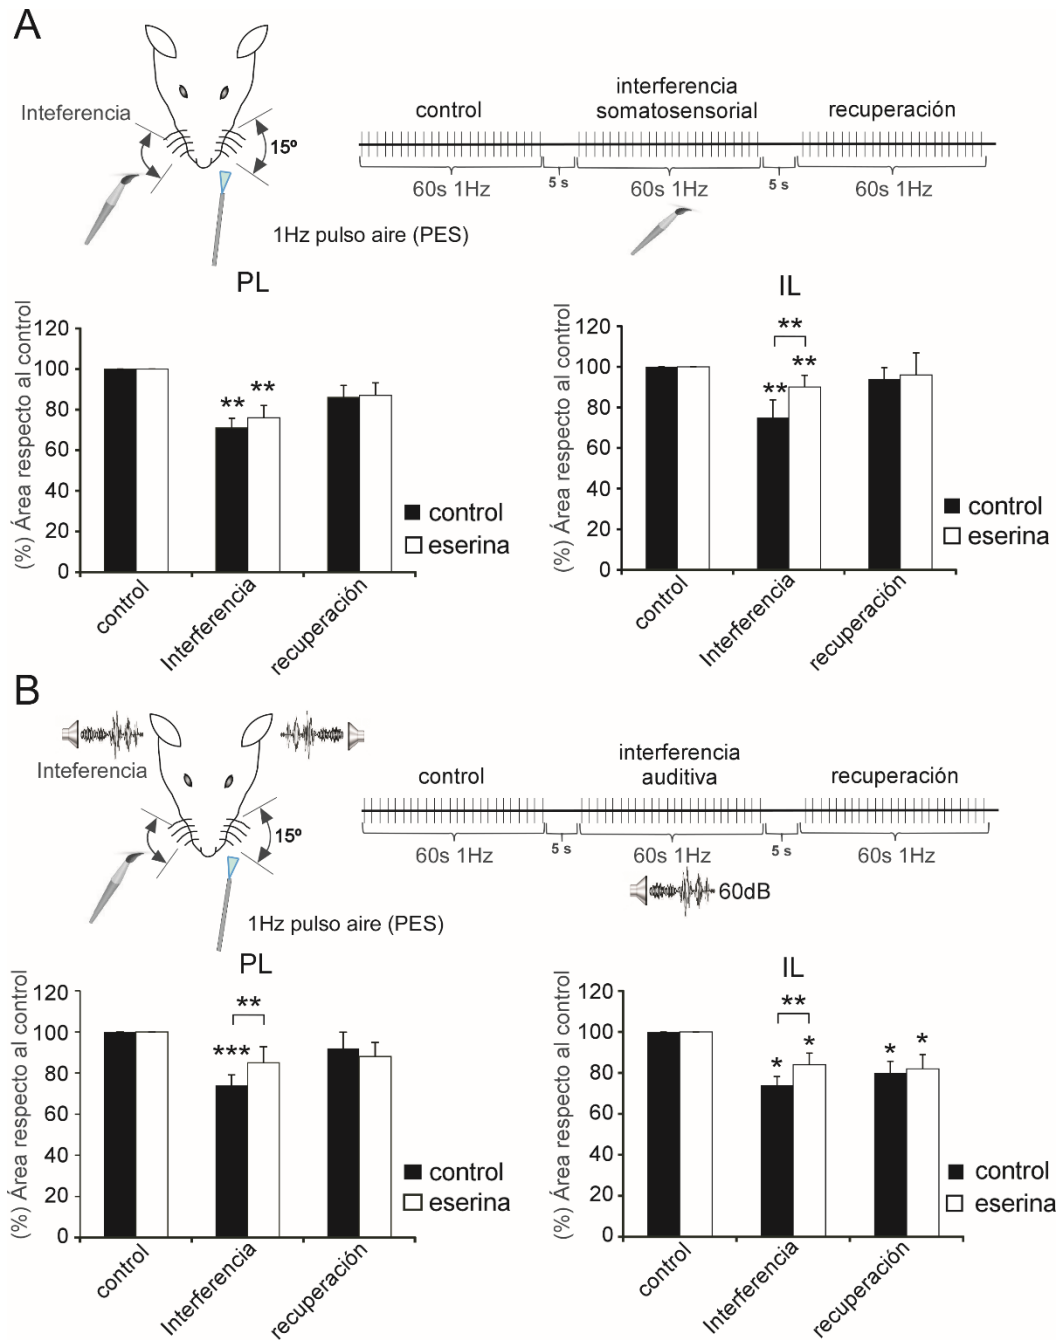 A
Inteferencia
15º
1Hz pulso aire (PES)
control
interferencia
somatosensorial
recuperación
60s 1Hz
5 s
60s 1Hz
5 s
60s 1Hz
PL
(%) Área respecto al control
120
100
80
60
40
20
0
**
**
control
eserina
control
Interferencia
recuperación
IL
(%) Área respecto al control
120
100
80
60
40
20
0
**
**
**
control
eserina
control
Interferencia
recuperación
B
Inteferencia
15º
1Hz pulso aire (PES)
control
interferencia
auditiva
recuperación
60s 1Hz
5 s
60s 1Hz
5 s
60s 1Hz
60dB
PL
(%) Área respecto al control
120
100
80
60
40
20
0
***
**
control
eserina
control
Interferencia
recuperación
IL
(%) Área respecto al control
120
100
80
60
40
20
0
**
*
*
*
*
control
eserina
control
Interferencia
recuperación